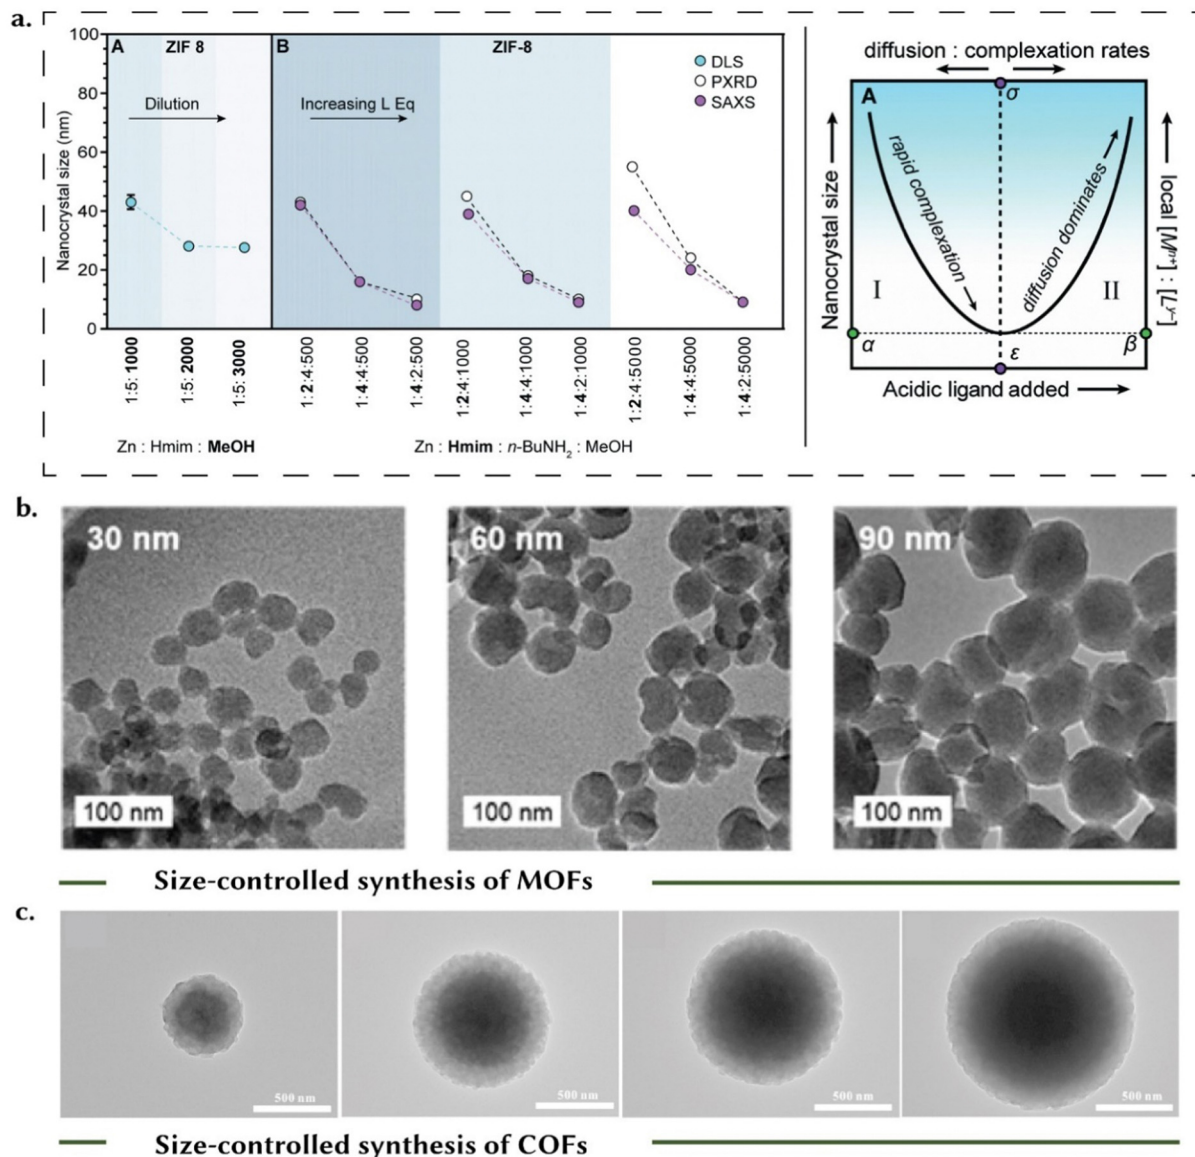 a.
A ZIF 8
B ZIF-8
Dilution
Increasing L Eq
DLS
PXRD
SAXS
Nanocrystal size (nm)
100
80
60
40
20
0
1:5:1000
1:5:2000
1:5:3000
1:2:4:500
1:4:4:500
1:4:2:500
1:2:4:1000
1:4:4:1000
1:4:2:1000
1:2:4:5000
1:4:4:5000
1:4:2:5000
Zn : Hmim : MeOH
Zn : Hmim : n-BuNH₂ : MeOH
diffusion : complexation rates
A
σ
Nanocrystal size
rapid complexation
diffusion dominates
local [Mⁿ⁺] : [Lʸ⁻]
I
II
α
ε
β
Acidic ligand added
b.
30 nm
60 nm
90 nm
100 nm
100 nm
100 nm
Size-controlled synthesis of MOFs
c.
500 nm
500 nm
500 nm
500 nm
Size-controlled synthesis of COFs